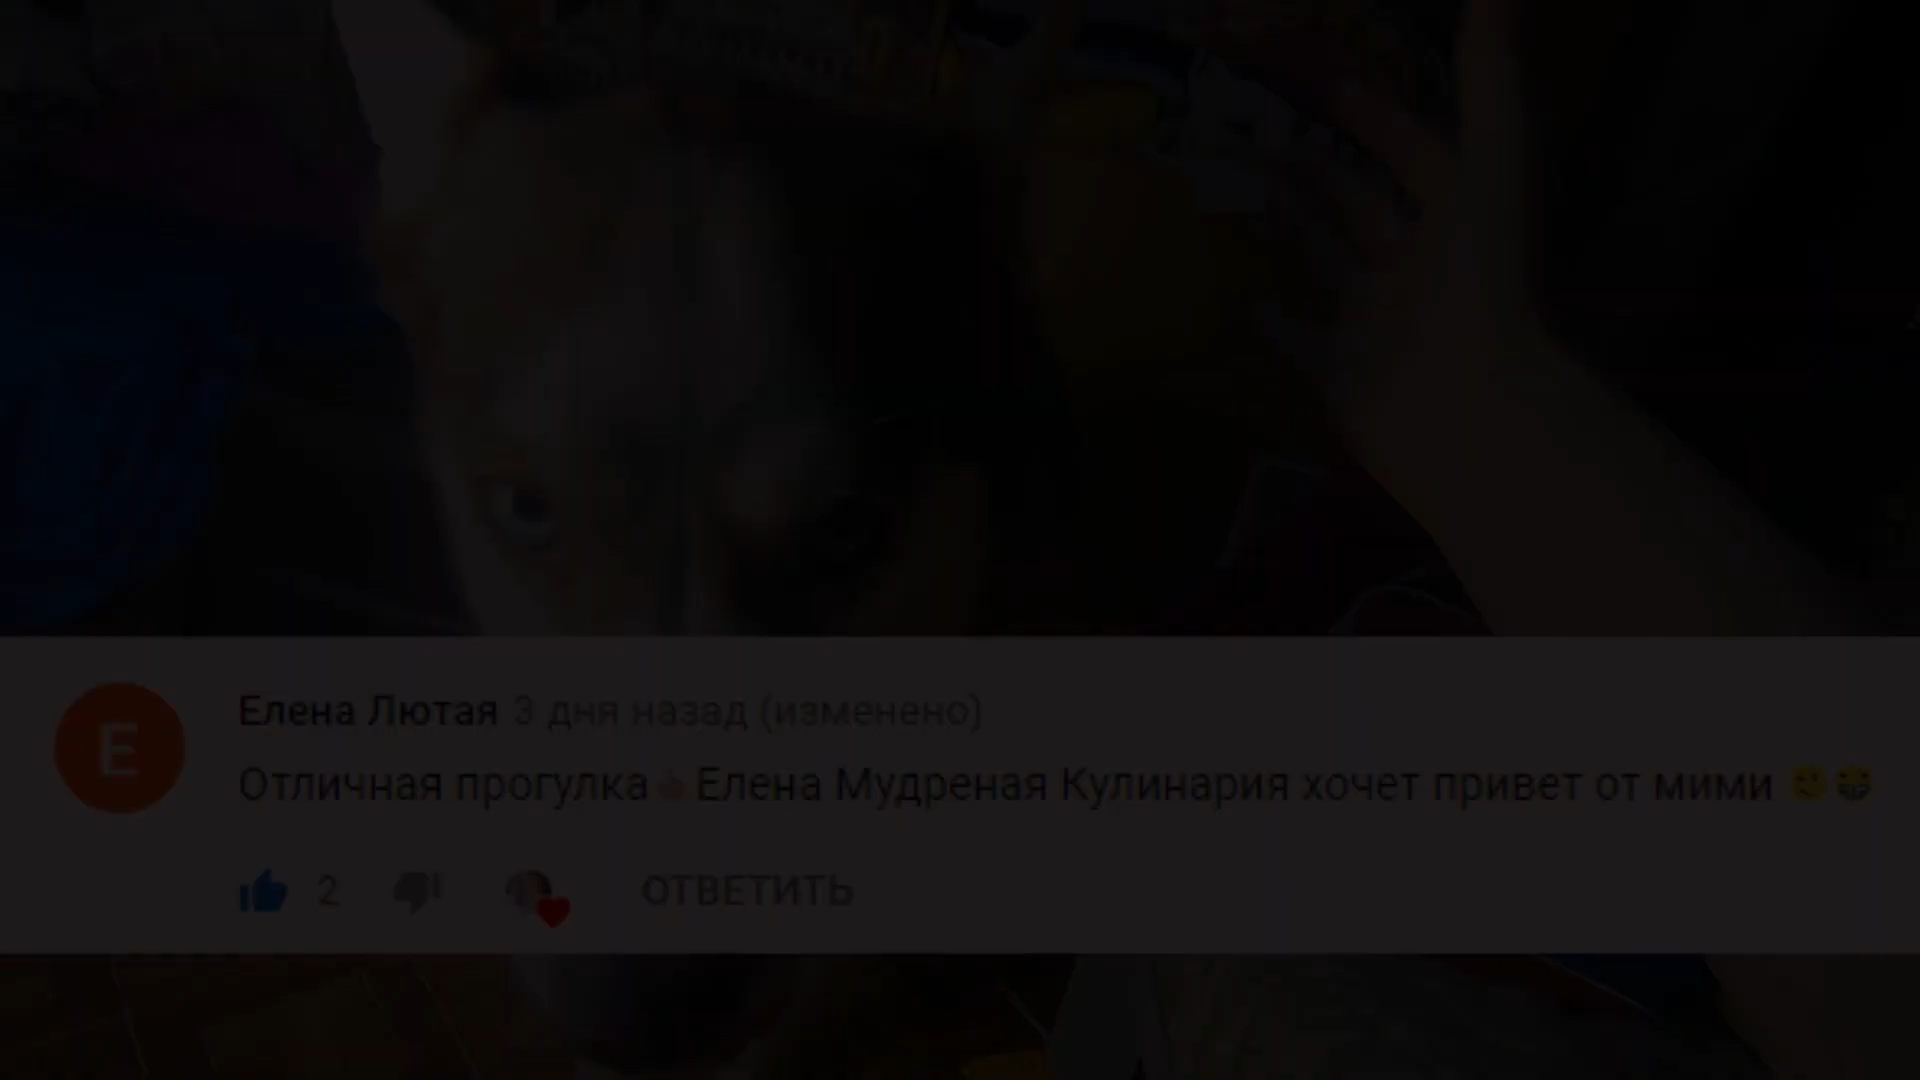 E
Елена Лютая 3 дня назад (изменено)
Отличная прогулка👍Елена Мудреная Кулинария хочет привет от мими
2
ОТВЕТИТЬ